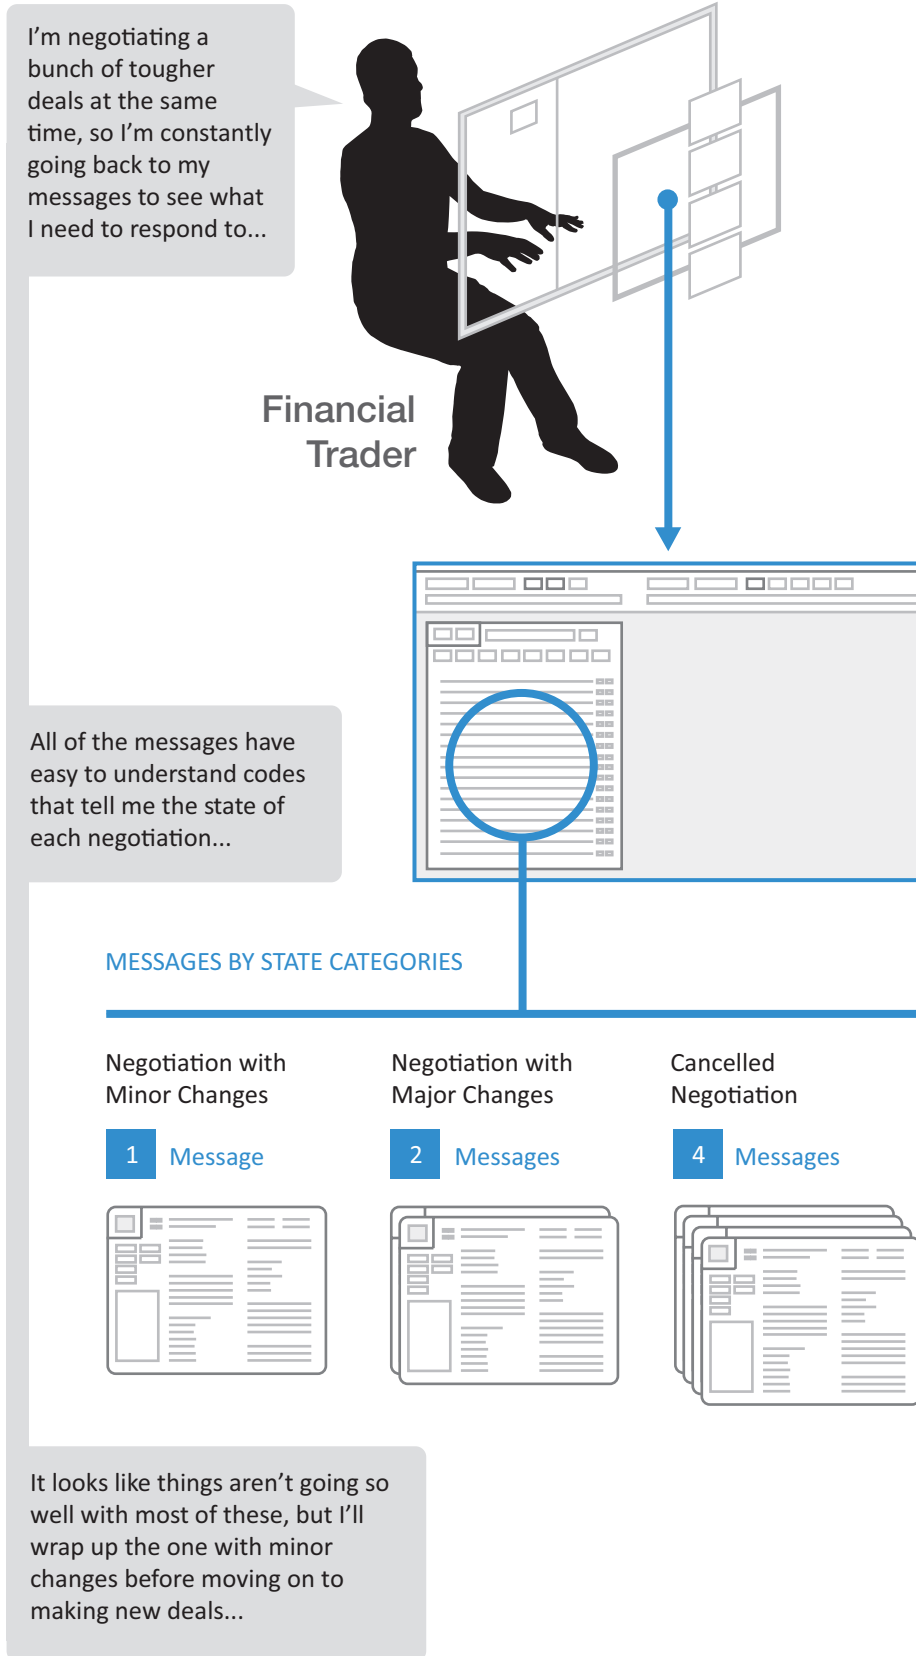 I'm negotiating a
bunch of tougher
deals at the same
time, so I'm constantly
going back to my
messages to see what
I need to respond to...
Financial
Trader
All of the messages have
easy to understand codes
that tell me the state of
each negotiation...
MESSAGES BY STATE CATEGORIES
Negotiation with
Minor Changes
1 Message
Negotiation with
Major Changes
2 Messages
Cancelled
Negotiation
4 Messages
It looks like things aren't going so
well with most of these, but I'll
wrap up the one with minor
changes before moving on to
making new deals...